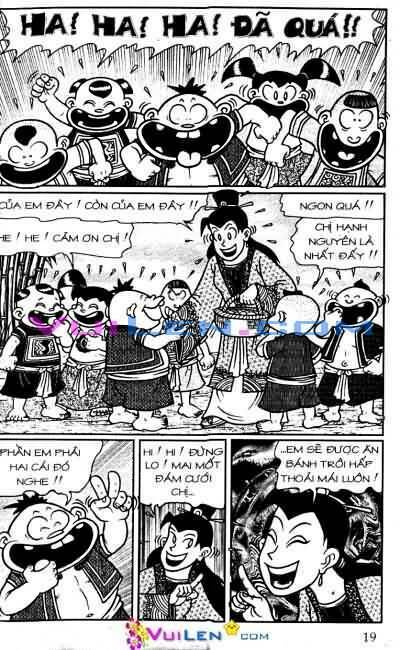 HA! HA! HA! ĐÃ QUÁ!!
CỦA EM ĐÂY! CÒN CỦA EM ĐÂY!!
HE! HE! CẢM ƠN CHỊ!
NGON QUÁ!!
CHỊ HẠNH
NGUYÊN LÀ
NHẤT ĐẤY!!
VUILEN.COM
PHẦN EM PHẢI
HAI CÁI ĐÓ
NGHE!!
HI! HI! ĐỪNG
LO! MAI MỐT
ĐÁM CƯỚI
CHỊ...
...EM SẼ ĐƯỢC ĂN
BÁNH TRÔI HẤP
THOẢI MÁI LUÔN!
19
VUILEN.COM